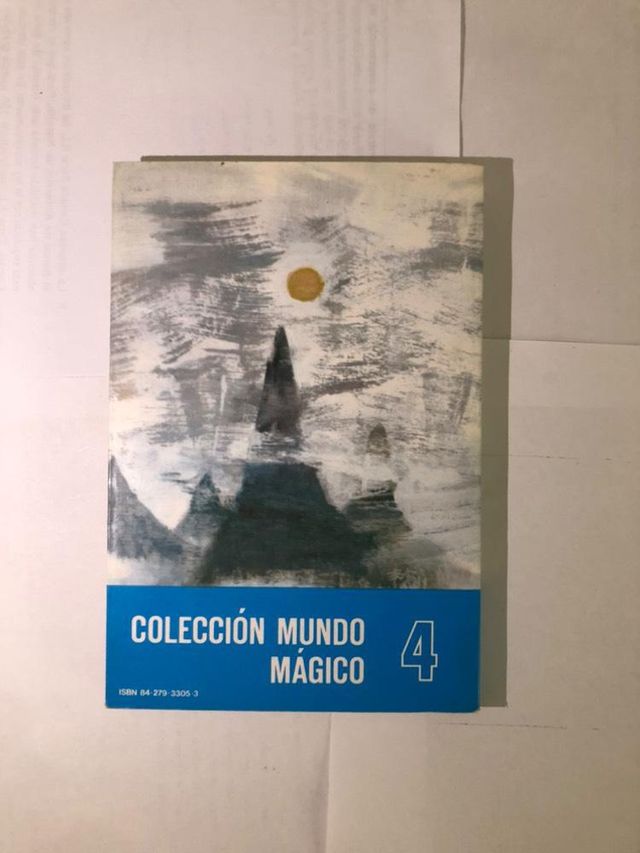 COLECCIÓN MUNDO
MÁGICO
4
ISBN 84-279-3305-3